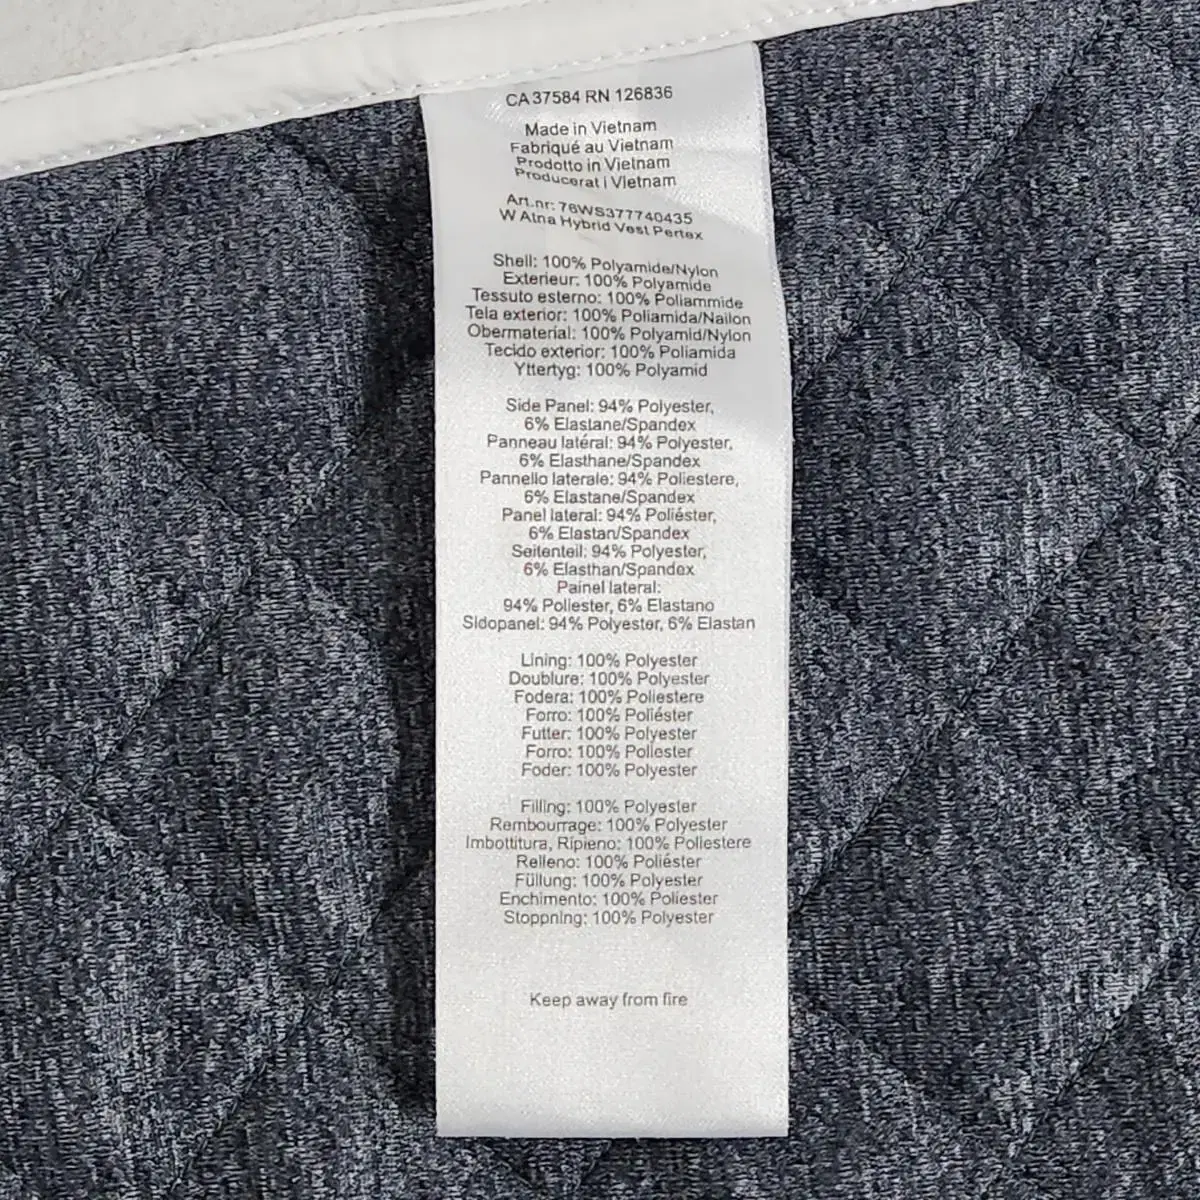 CA 37584 RN 126836
Made in Vietnam
Fabriqué au Vietnam
Prodotto in Vietnam
Producerat i Vietnam
Art.nr: 76WS377740435
W Atna Hybrid Vest Pertex
Shell: 100% Polyamide/Nylon
Exterieur: 100% Polyamide
Tessuto esterno: 100% Poliammide
Tela exterior: 100% Poliamida/Nailon
Obermaterial: 100% Polyamid/Nylon
Tecido exterior: 100% Poliamida
Yttertyg: 100% Polyamid
Side Panel: 94% Polyester,
6% Elastane/Spandex
Panneau latéral: 94% Polyester,
6% Elasthane/Spandex
Pannello laterale: 94% Poliestere,
6% Elastane/Spandex
Panel lateral: 94% Poliéster,
6% Elastan/Spandex
Seitenteil: 94% Polyester,
6% Elasthan/Spandex
Painel lateral:
94% Poliester, 6% Elastano
Sidopanel: 94% Polyester, 6% Elastan
Lining: 100% Polyester
Doublure: 100% Polyester
Fodera: 100% Poliestere
Forro: 100% Poliéster
Futter: 100% Polyester
Forro: 100% Poliester
Foder: 100% Polyester
Filling: 100% Polyester
Rembourrage: 100% Polyester
Imbottitura, Ripieno: 100% Poliestere
Relleno: 100% Poliéster
Füllung: 100% Polyester
Enchimento: 100% Poliester
Stoppning: 100% Polyester
Keep away from fire